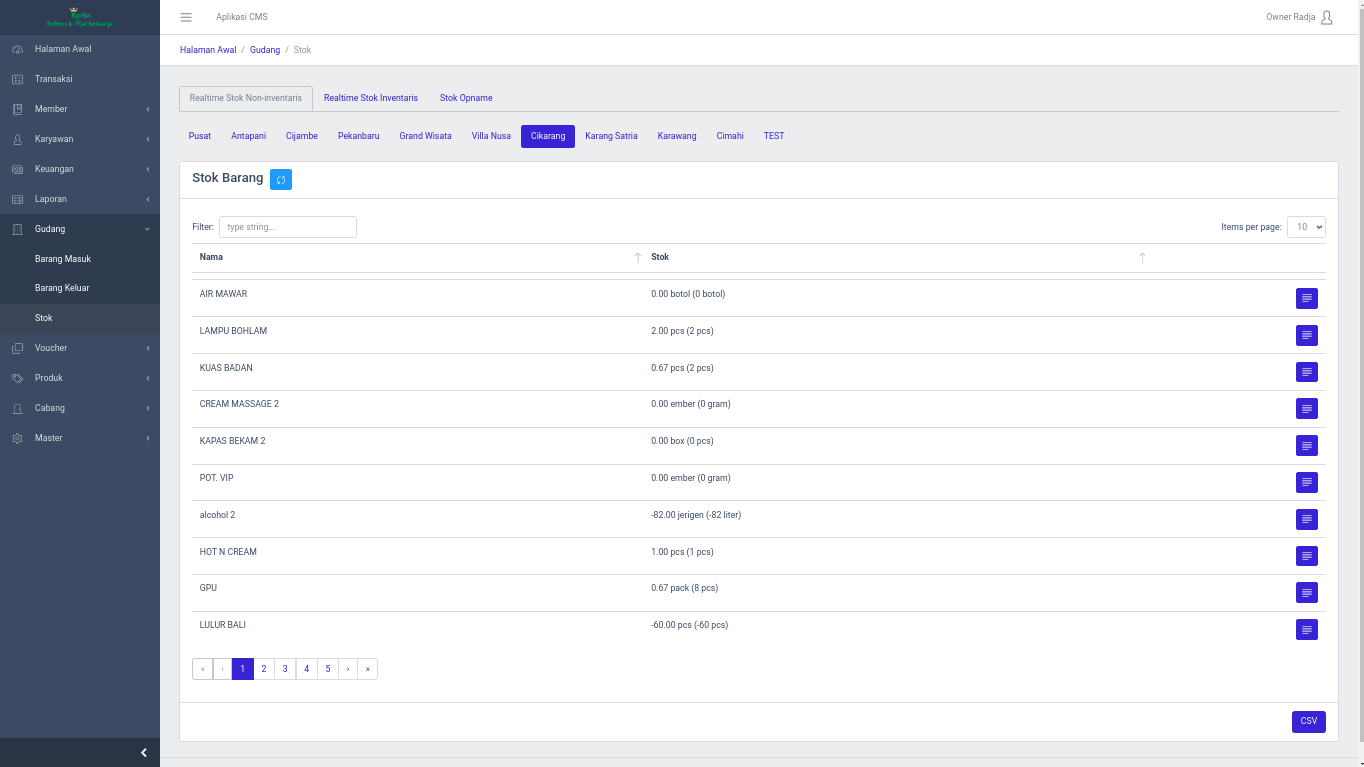 Radja
Refleksi & Pijat Keluarga
Aplikasi CMS
Owner Radja
Halaman Awal
Transaksi
Member
Karyawan
Keuangan
Laporan
Gudang
Barang Masuk
Barang Keluar
Stok
Voucher
Produk
Cabang
Master
Halaman Awal / Gudang / Stok
Realtime Stok Non-inventaris Realtime Stok Inventaris Stok Opname
Pusat Antapani Cijambe Pekanbaru Grand Wisata Villa Nusa Cikarang Karang Satria Karawang Cimahi TEST
Stok Barang
Filter: type string... Items per page: 10
Nama Stok
AIR MAWAR 0.00 botol (0 botol)
LAMPU BOHLAM 2.00 pcs (2 pcs)
KUAS BADAN 0.67 pcs (2 pcs)
CREAM MASSAGE 2 0.00 ember (0 gram)
KAPAS BEKAM 2 0.00 box (0 pcs)
POT. VIP 0.00 ember (0 gram)
alcohol 2 -82.00 jerigen (-82 liter)
HOT N CREAM 1.00 pcs (1 pcs)
GPU 0.67 pack (8 pcs)
LULUR BALI -60.00 pcs (-60 pcs)
« ‹ 1 2 3 4 5 › »
CSV